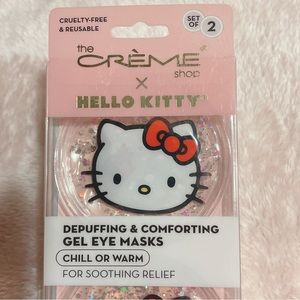 CRUELTY-FREE
& REUSABLE
SET OF 2
the
CRÈME
shop
X
HELLO KITTY
DEPUFFING & COMFORTING
GEL EYE MASKS
CHILL OR WARM
FOR SOOTHING RELIEF